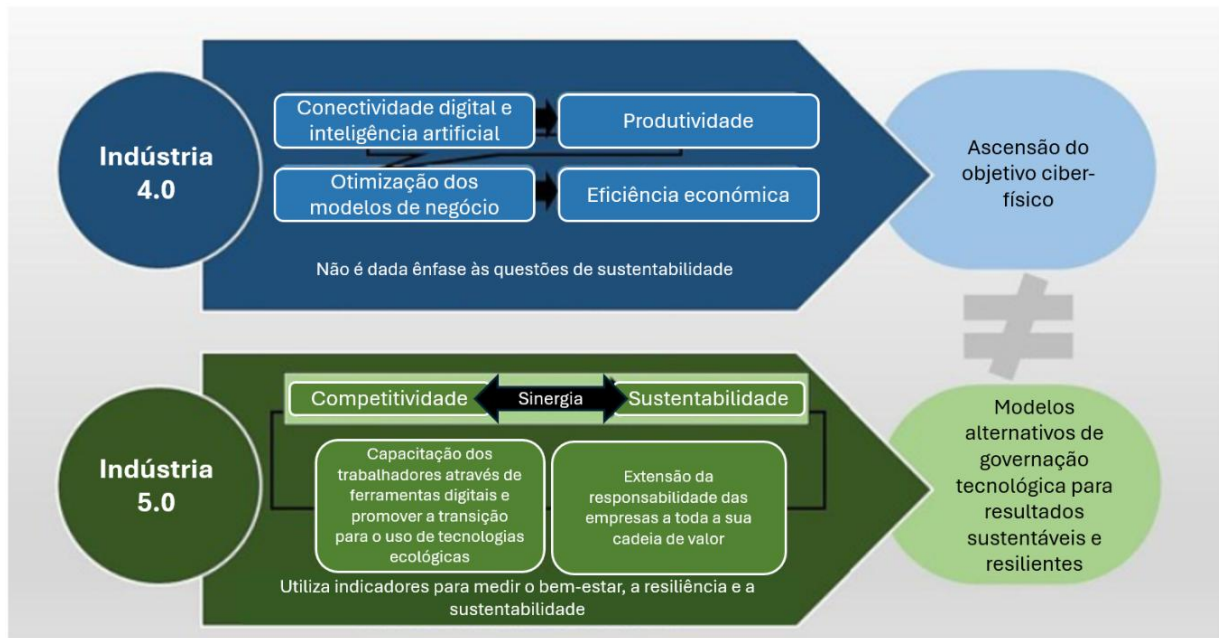 Indústria
4.0
Conectividade digital e
inteligência artificial
Produtividade
Otimização dos
modelos de negócio
Eficiência económica
Não é dada ênfase às questões de sustentabilidade
Ascensão do
objetivo ciber-
físico
≠
Indústria
5.0
Competitividade
Sinergia
Sustentabilidade
Capacitação dos
trabalhadores através de
ferramentas digitais e
promover a transição
para o uso de tecnologias
ecológicas
Extensão da
responsabilidade das
empresas a toda a sua
cadeia de valor
Utiliza indicadores para medir o bem-estar, a resiliência e a
sustentabilidade
Modelos
alternativos de
governação
tecnológica para
resultados
sustentáveis e
resilientes